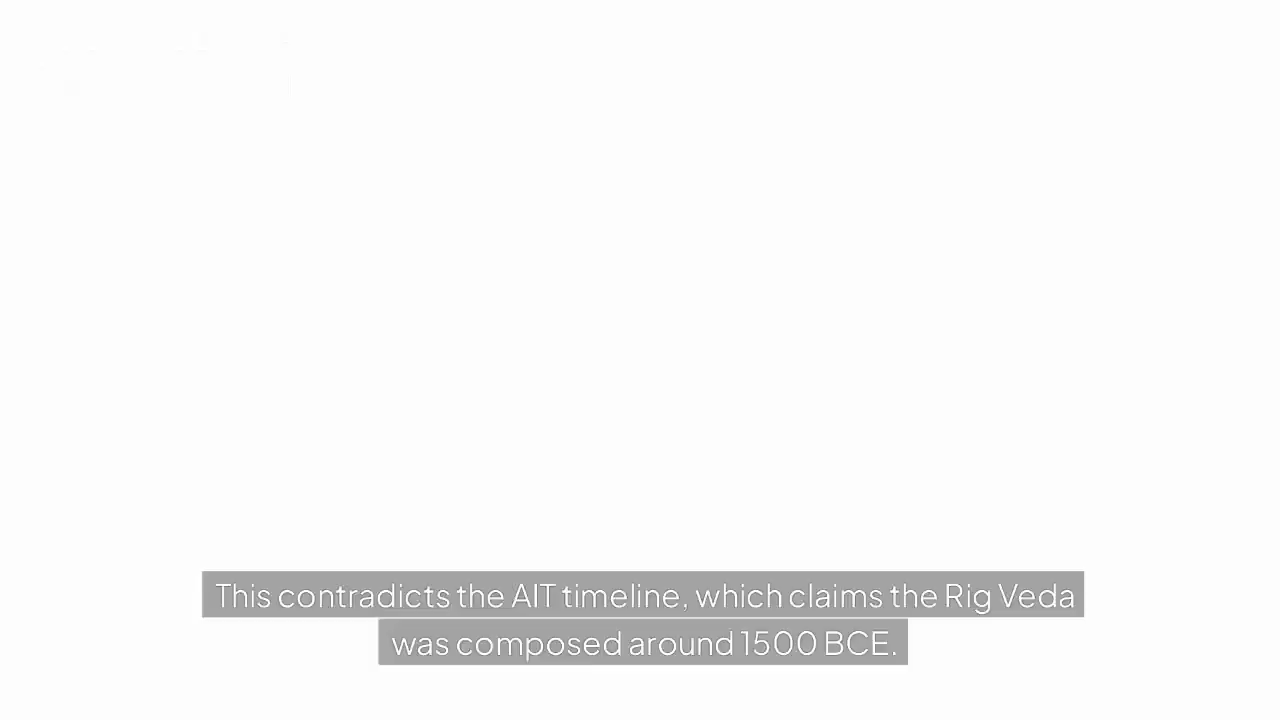 This contradicts the AIT timeline, which claims the Rig Veda
was composed around 1500 BCE.